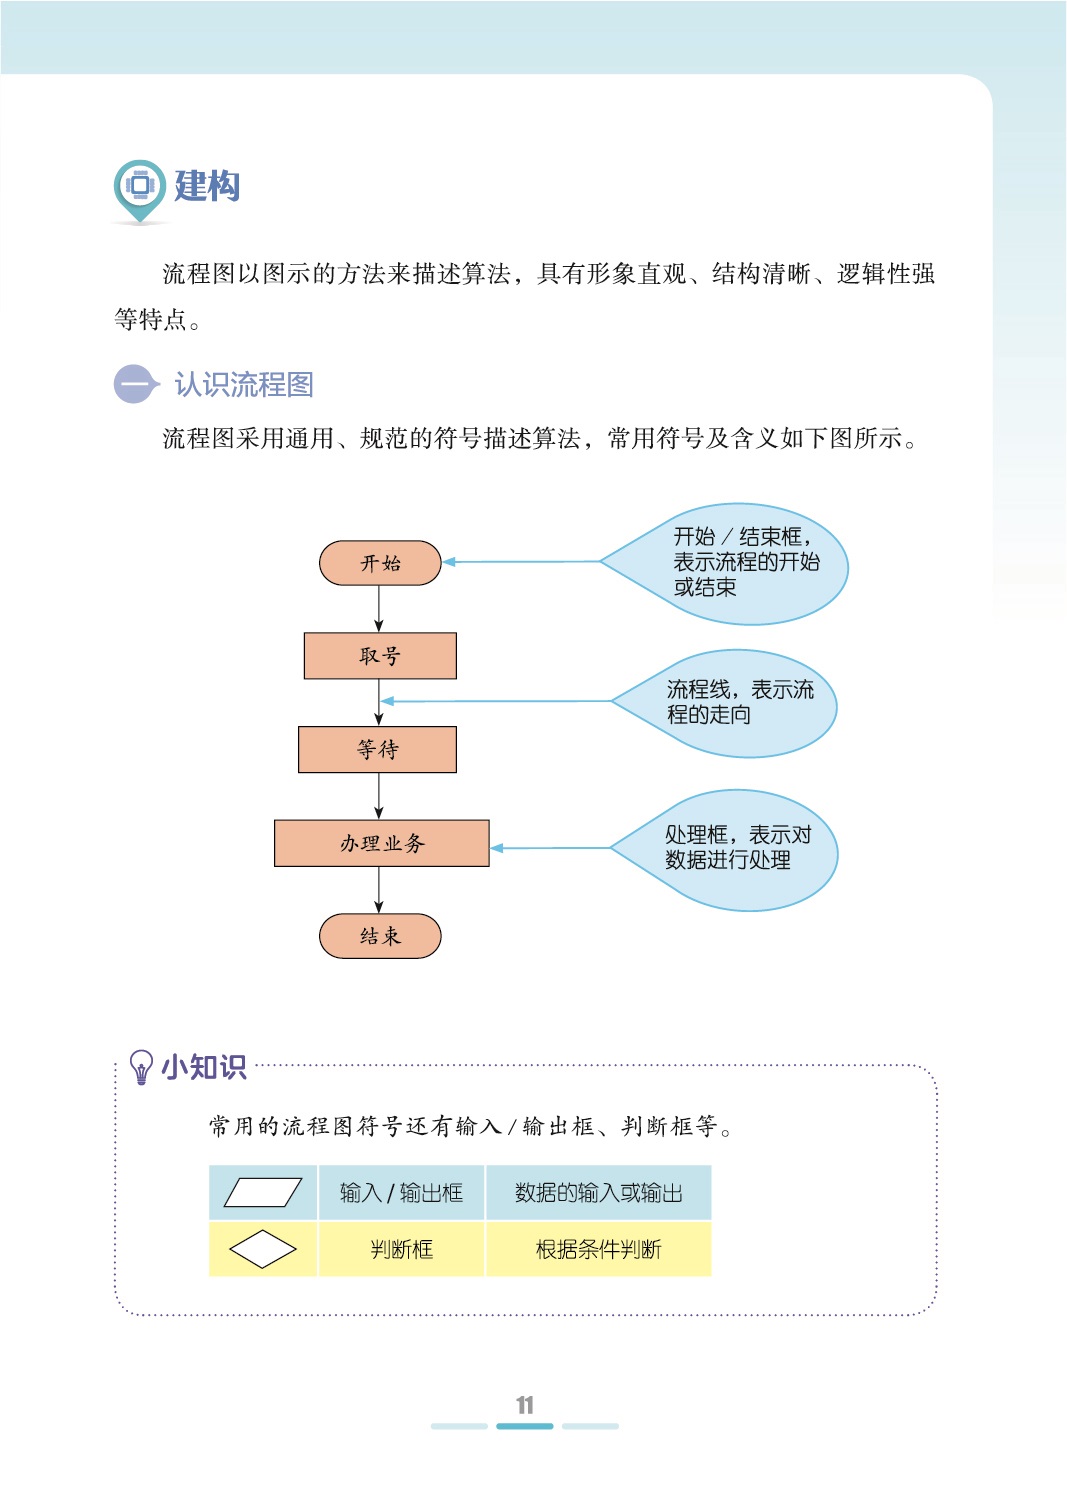 建构
流程图以图示的方法来描述算法，具有形象直观、结构清晰、逻辑性强
等特点。
一 认识流程图
流程图采用通用、规范的符号描述算法，常用符号及含义如下图所示。
开始
开始 / 结束框，
表示流程的开始
或结束
取号
流程线，表示流
程的走向
等待
办理业务
处理框，表示对
数据进行处理
结束
小知识
常用的流程图符号还有输入 / 输出框、判断框等。
输入 / 输出框 数据的输入或输出
判断框 根据条件判断
11